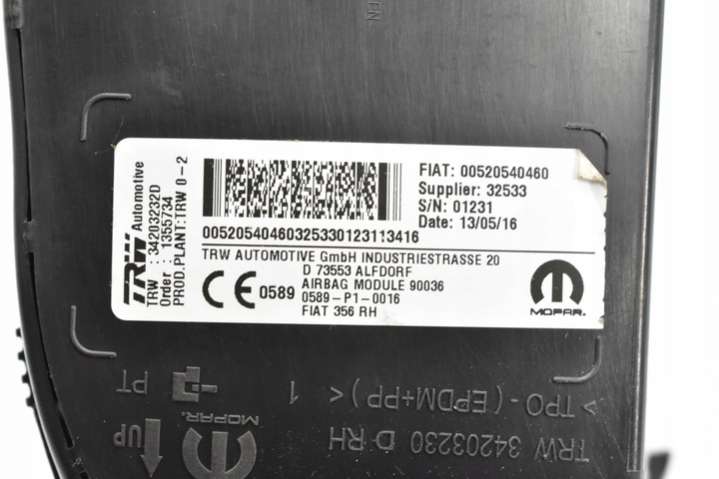 CN
TRW Automotive
TRW : 34203232D
Order : 1355734
PROD.PLANT:TRW 0-2
FIAT: 00520540460
Supplier: 32533
S/N: 01231
Date: 13/05/16
00520540460325330123113416
TRW AUTOMOTIVE GmbH INDUSTRIESTRASSE 20
D 73553 ALFDORF
AIRBAG MODULE 90036
CE 0589
0589-P1-0016
FIAT 356 RH
MOPAR.
> TPO-(EPDM+PP) < 1
PT
MOPAR.
UP
TRW 34203230 D RH